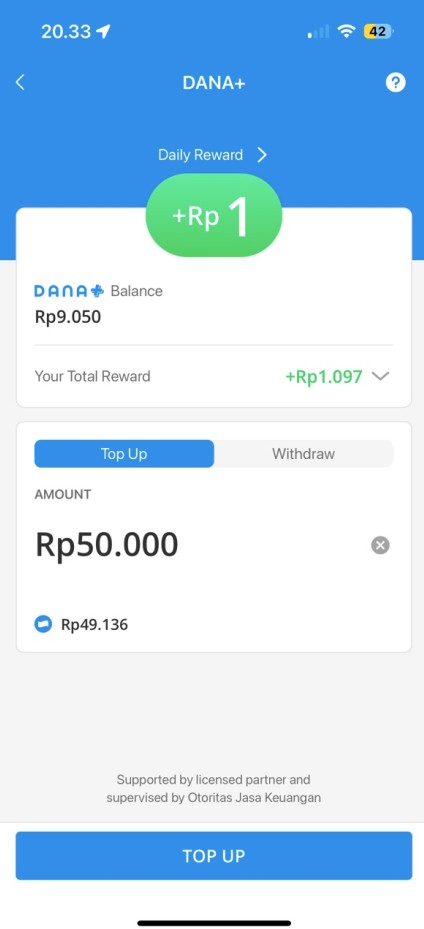 20.33
42
DANA+
?
Daily Reward
+Rp 1
DANA+ Balance
Rp9.050
Your Total Reward +Rp1.097
Top Up Withdraw
AMOUNT
Rp50.000
Rp49.136
Supported by licensed partner and
supervised by Otoritas Jasa Keuangan
TOP UP